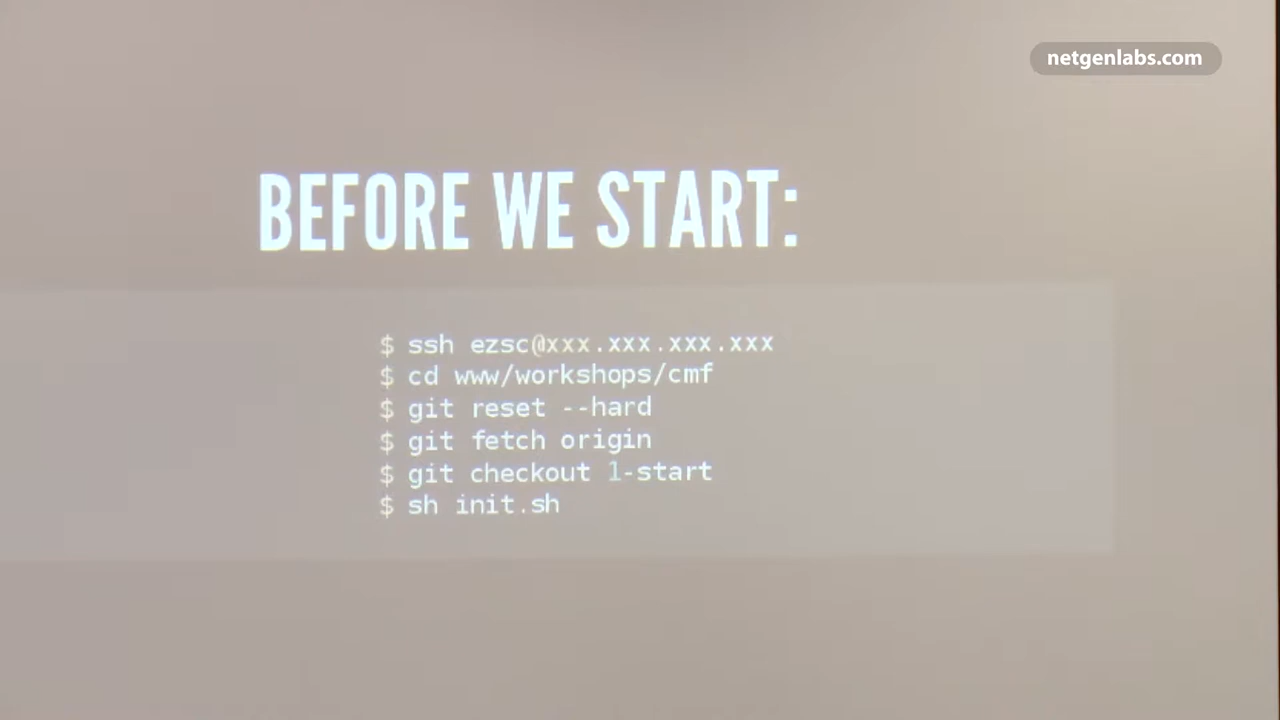 netgenlabs.com
BEFORE WE START:
$ ssh ezsc@xxx.xxx.xxx.xxx
$ cd www/workshops/cmf
$ git reset --hard
$ git fetch origin
$ git checkout 1-start
$ sh init.sh